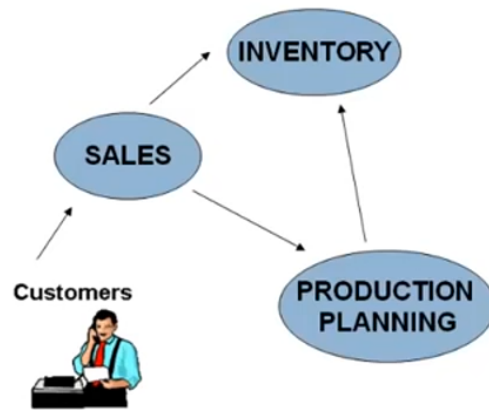 INVENTORY
SALES
Customers
PRODUCTION
PLANNING